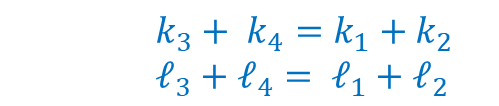 k₃ + k₄ = k₁ + k₂
ℓ₃ + ℓ₄ = ℓ₁ + ℓ₂